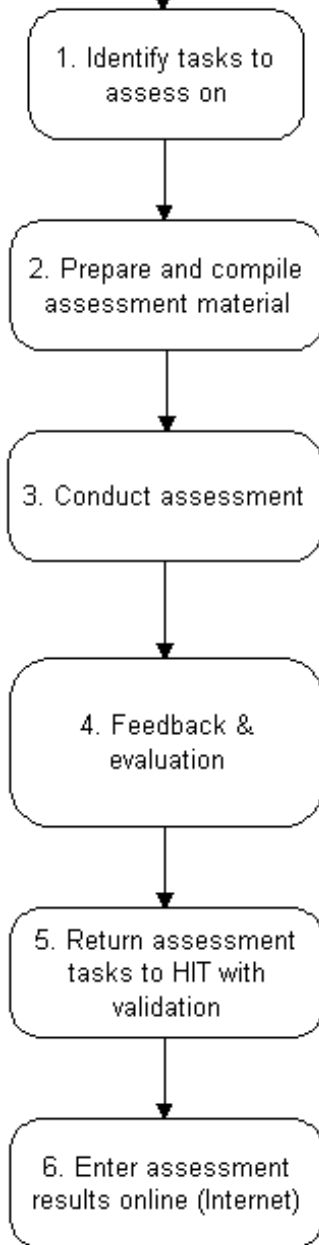 1. Identify tasks to
assess on
2. Prepare and compile
assessment material
3. Conduct assessment
4. Feedback &
evaluation
5. Return assessment
tasks to HIT with
validation
6. Enter assessment
results online (Internet)